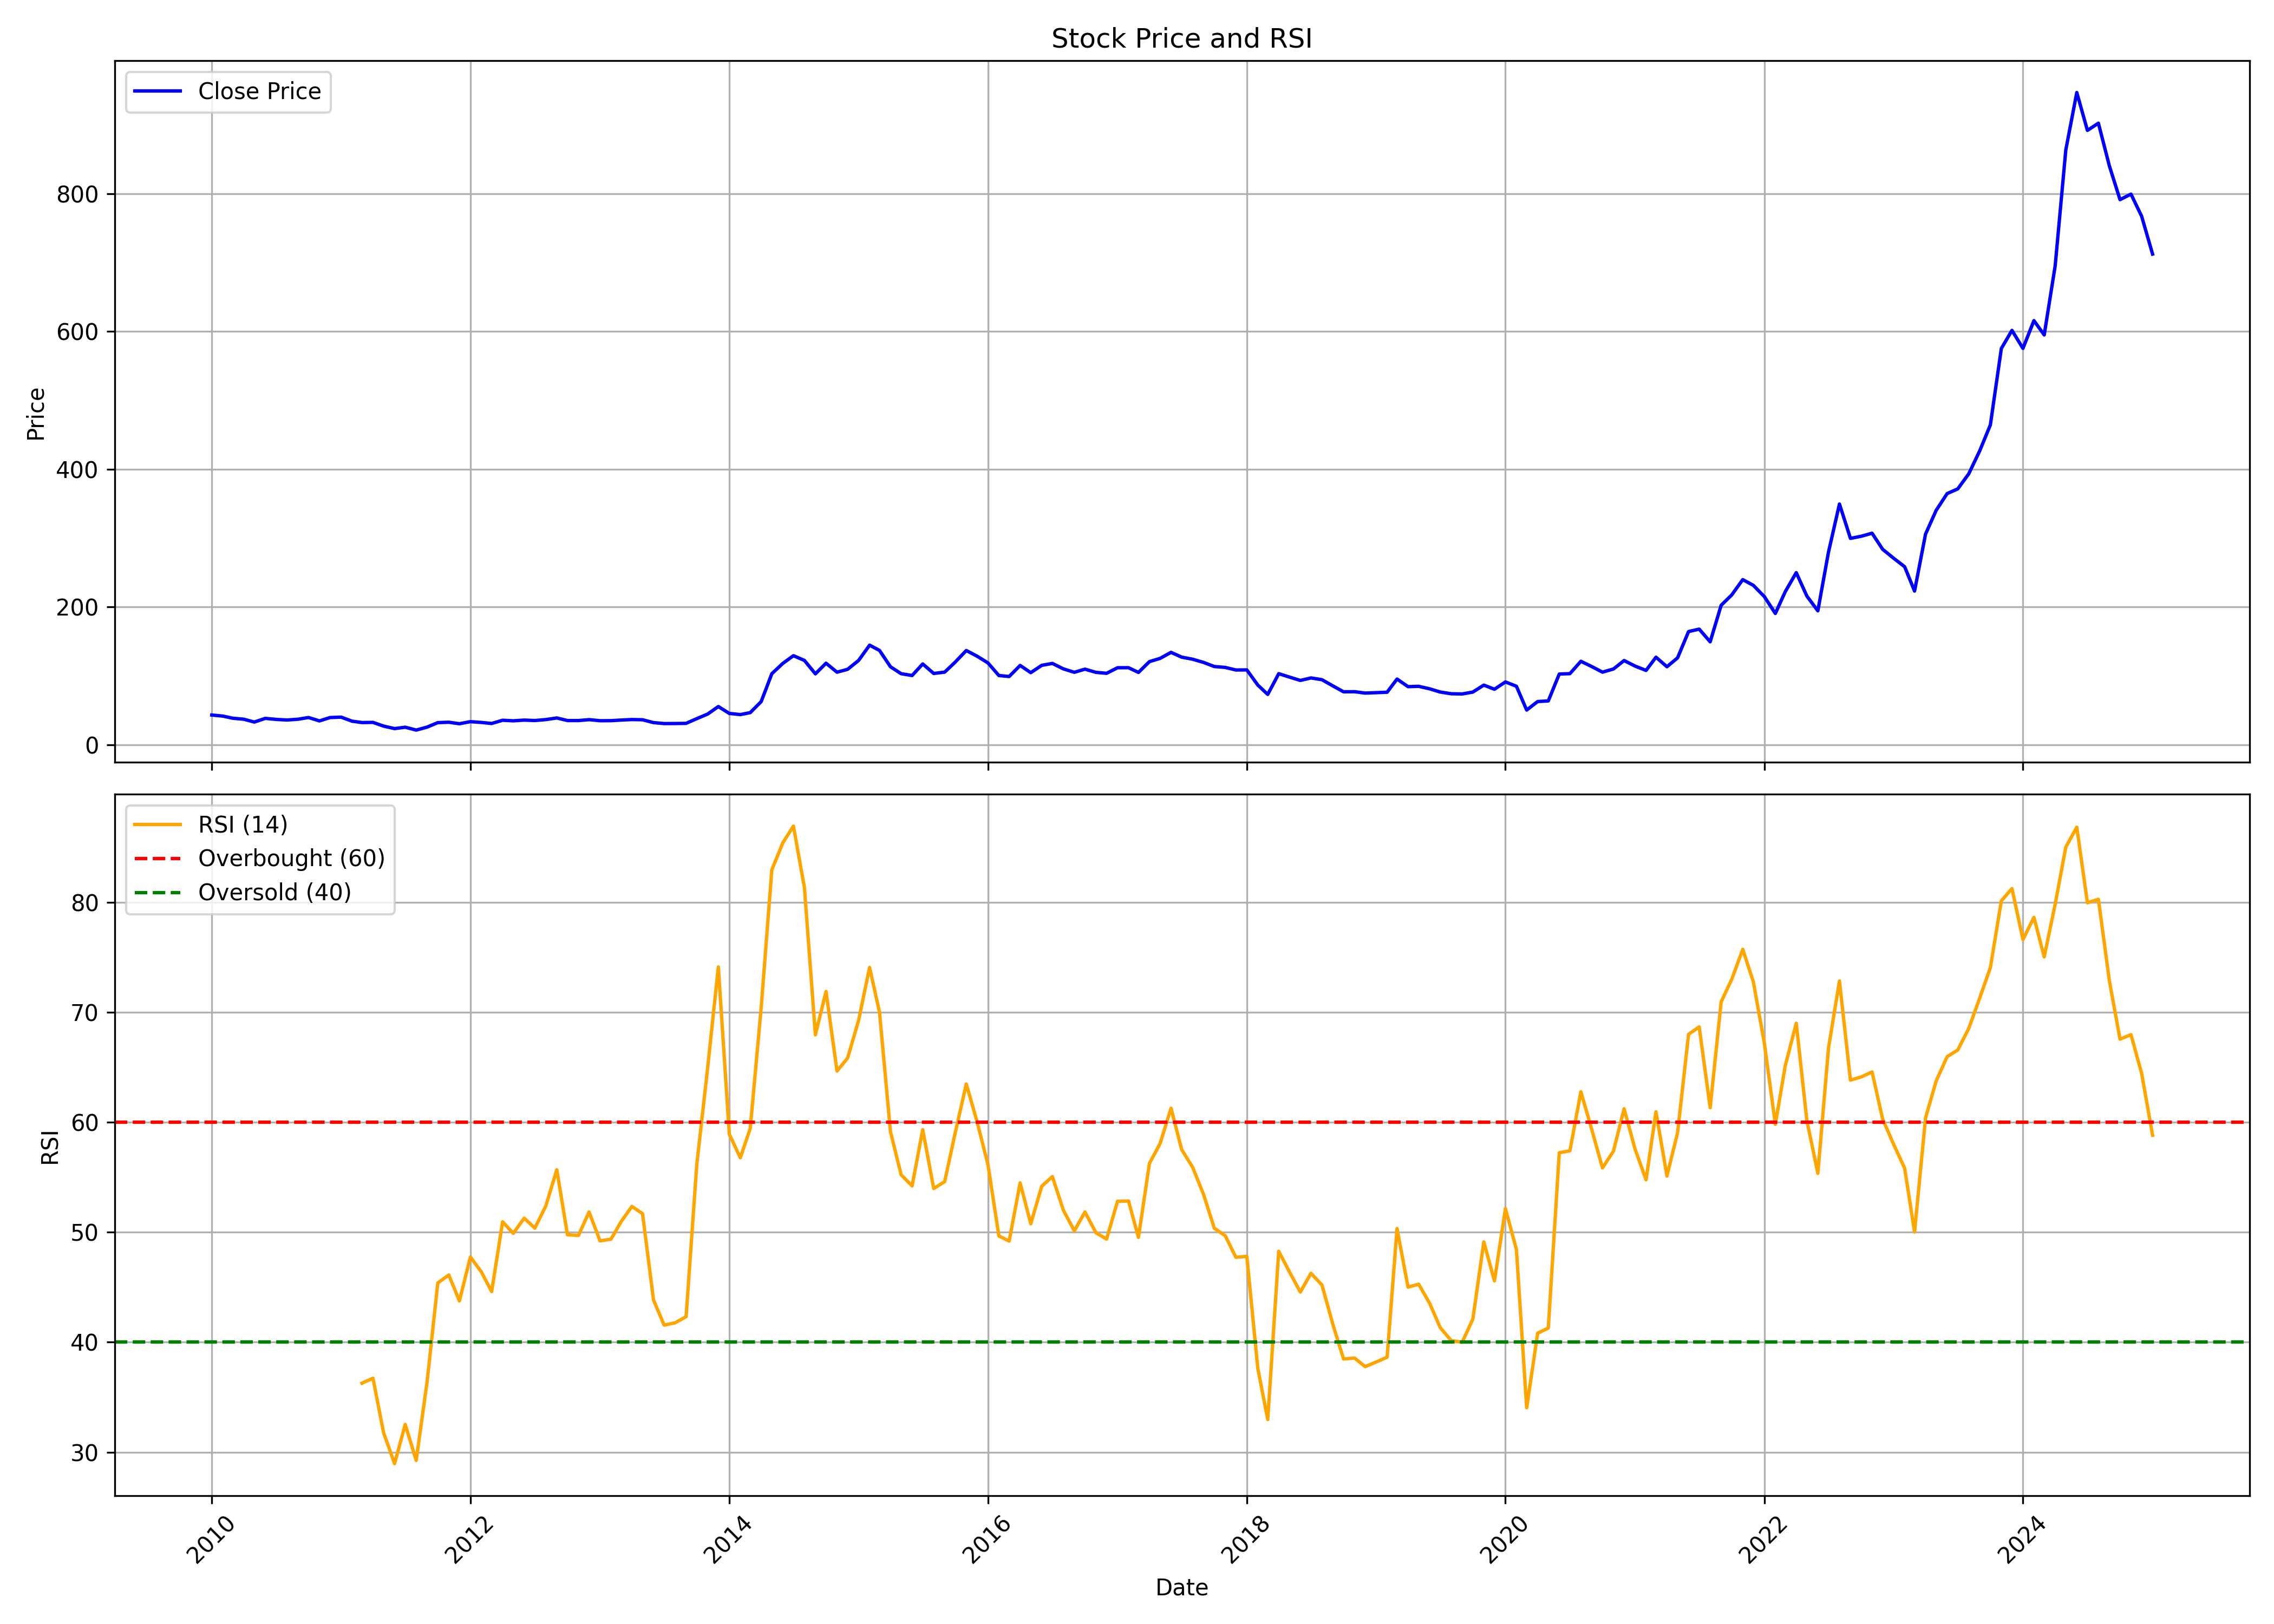 Stock Price and RSI
Close Price
Price
800
600
400
200
0
RSI (14)
Overbought (60)
Oversold (40)
RSI
80
70
60
50
40
30
2010
2012
2014
2016
2018
2020
2022
2024
Date